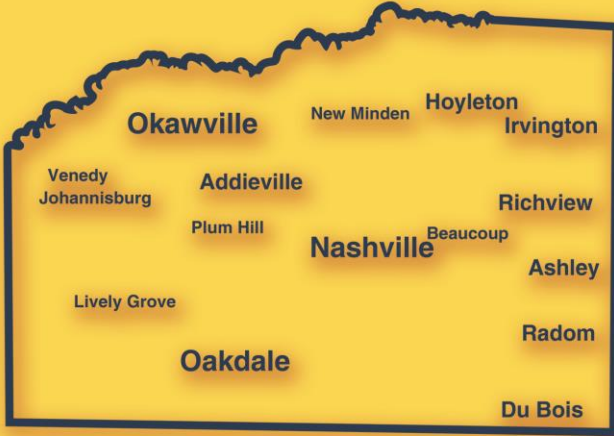 Okawville
New Minden
Hoyleton
Irvington
Venedy
Johannisburg
Addieville
Richview
Plum Hill
Nashville
Beaucoup
Ashley
Lively Grove
Radom
Oakdale
Du Bois